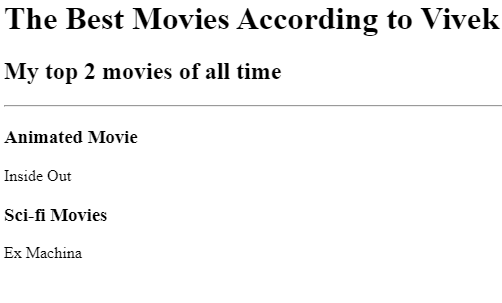 The Best Movies According to Vivek
My top 2 movies of all time
Animated Movie
Inside Out
Sci-fi Movies
Ex Machina